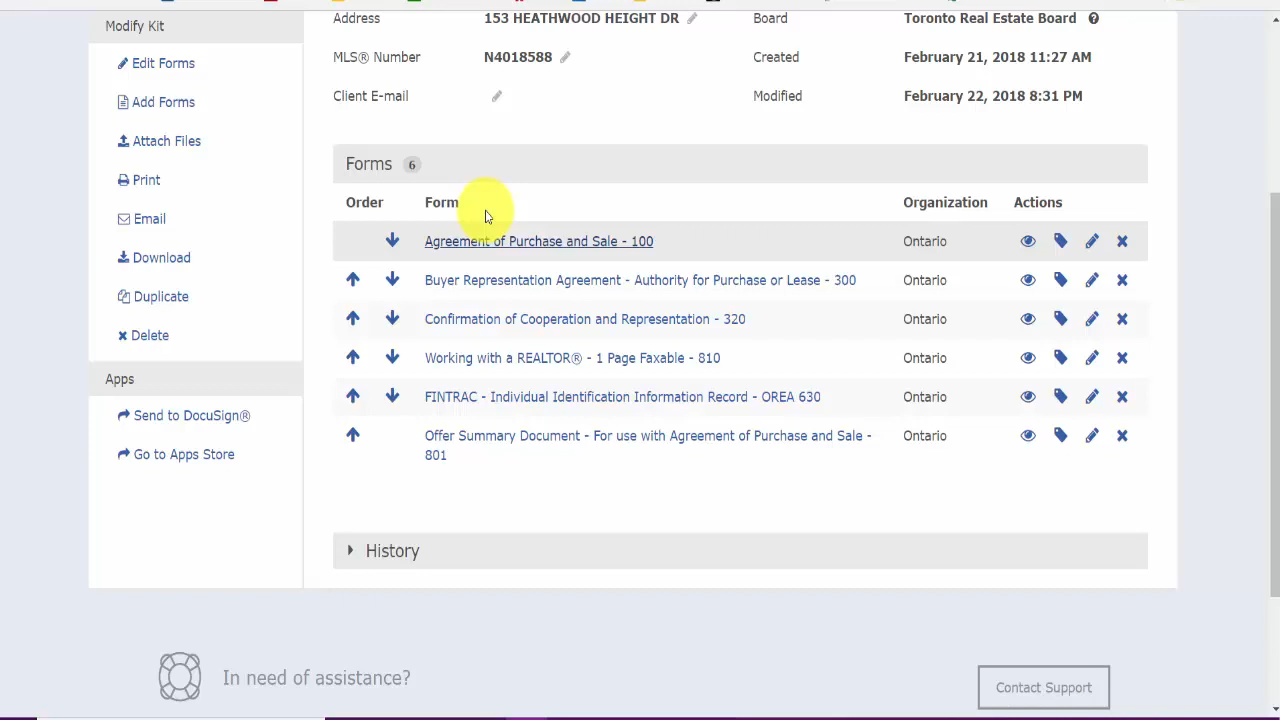 Modify Kit
Edit Forms
Add Forms
Attach Files
Print
Email
Download
Duplicate
Delete
Apps
Send to DocuSign®
Go to Apps Store
Address 153 HEATHWOOD HEIGHT DR Board Toronto Real Estate Board
MLS® Number N4018588 Created February 21, 2018 11:27 AM
Client E-mail Modified February 22, 2018 8:31 PM
Forms 6
Order Form Organization Actions
Agreement of Purchase and Sale - 100 Ontario
Buyer Representation Agreement - Authority for Purchase or Lease - 300 Ontario
Confirmation of Cooperation and Representation - 320 Ontario
Working with a REALTOR® - 1 Page Faxable - 810 Ontario
FINTRAC - Individual Identification Information Record - OREA 630 Ontario
Offer Summary Document - For use with Agreement of Purchase and Sale - Ontario
801
History
In need of assistance?
Contact Support